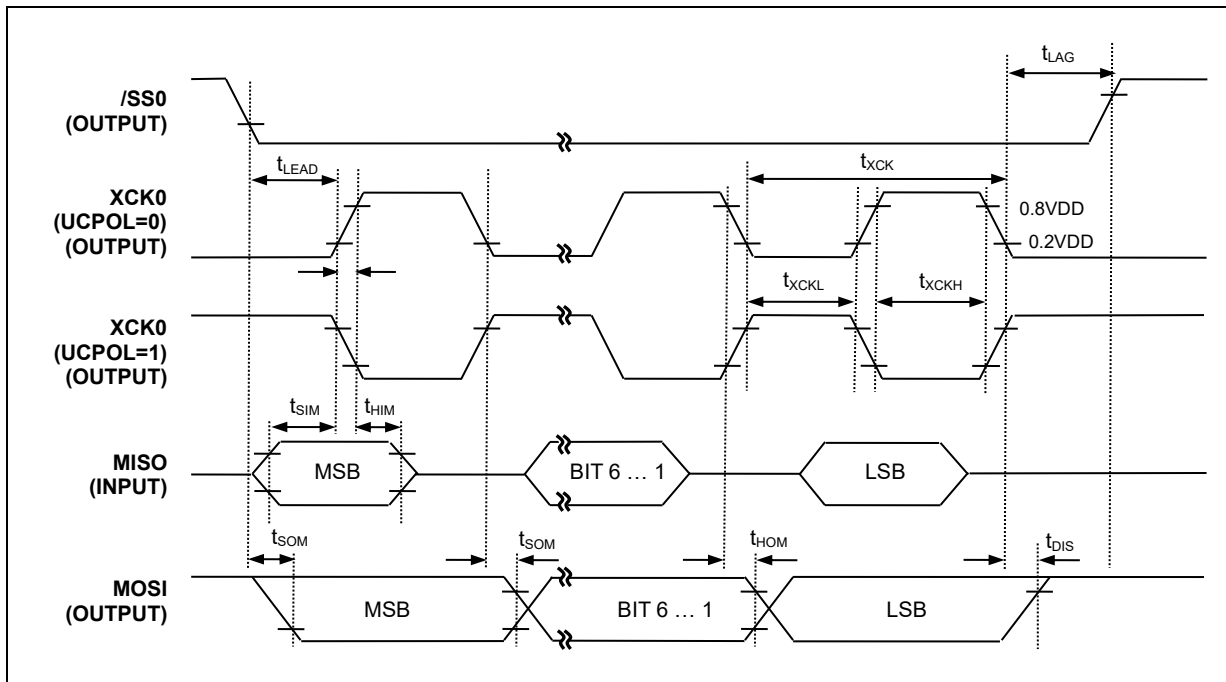 tLAG
/SS0
(OUTPUT)
tLEAD
tXCK
XCK0
(UCPOL=0)
(OUTPUT)
0.8VDD
0.2VDD
tXCKL
tXCKH
XCK0
(UCPOL=1)
(OUTPUT)
tSIM
tHIM
MISO
(INPUT)
MSB
BIT 6 … 1
LSB
tSOM
tSOM
tHOM
tDIS
MOSI
(OUTPUT)
MSB
BIT 6 … 1
LSB